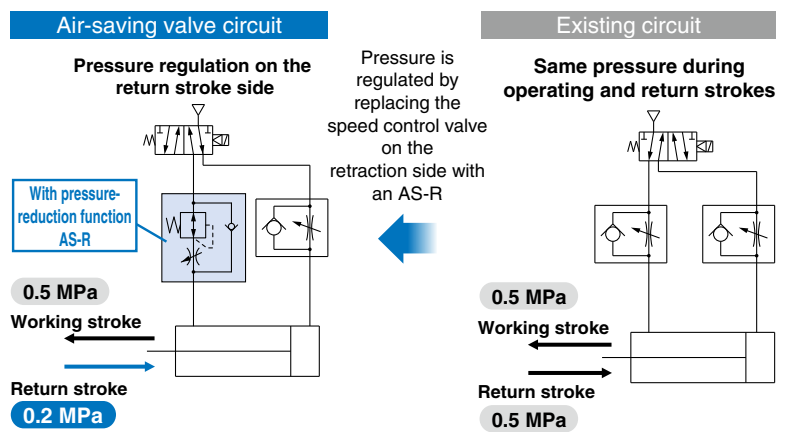 Air-saving valve circuit
Pressure regulation on the
return stroke side
With pressure-
reduction function
AS-R
0.5 MPa
Working stroke
Return stroke
0.2 MPa
Pressure is
regulated by
replacing the
speed control valve
on the
retraction side with
an AS-R
Existing circuit
Same pressure during
operating and return strokes
0.5 MPa
Working stroke
Return stroke
0.5 MPa